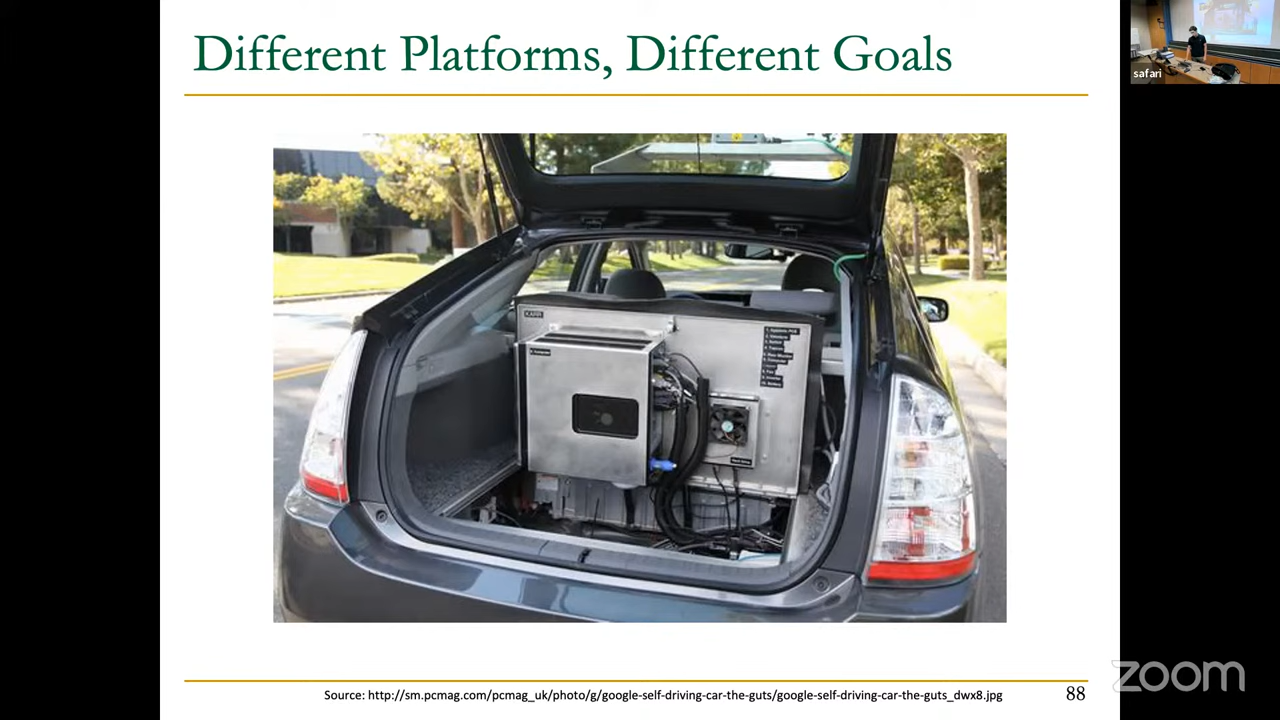 Different Platforms, Different Goals
safari
KARR
Source: http://sm.pcmag.com/pcmag_uk/photo/g/google-self-driving-car-the-guts/google-self-driving-car-the-guts_dwx8.jpg
88
zoom